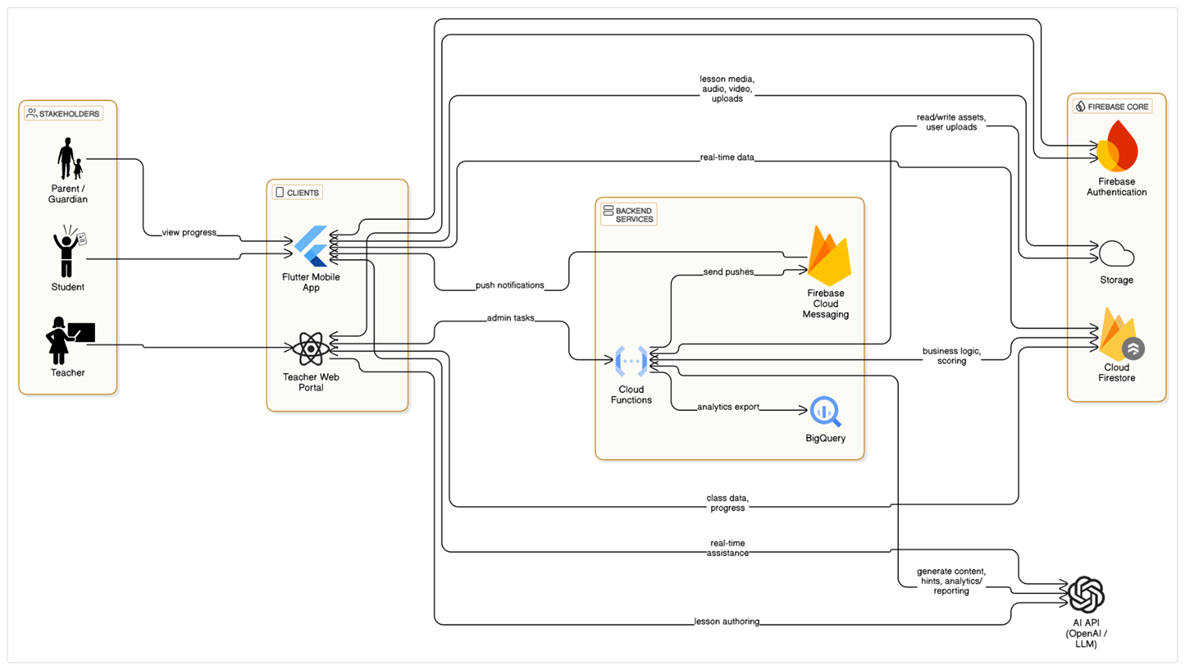 STAKEHOLDERS
Parent /
Guardian
Student
Teacher
view progress
CLIENTS
Flutter Mobile
App
Teacher Web
Portal
lesson media,
audio, video,
uploads
real-time data
push notifications
admin tasks
BACKEND
SERVICES
send pushes
Firebase
Cloud
Messaging
Cloud
Functions
analytics export
BigQuery
read/write assets,
user uploads
business logic,
scoring
FIREBASE CORE
Firebase
Authentication
Storage
Cloud
Firestore
class data,
progress
real-time
assistance
generate content,
hints, analytics/
reporting
lesson authoring
AI API
(OpenAI /
LLM)